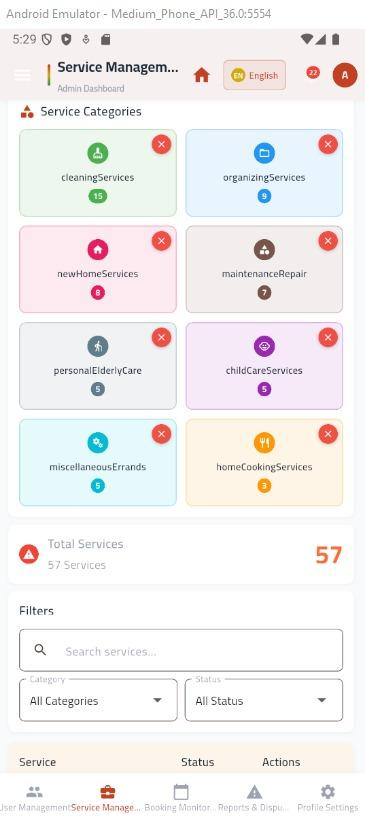 Android Emulator - Medium_Phone_API_36.0:5554
5:29
Service Managem...
Admin Dashboard
EN English
22
A
Service Categories
cleaningServices
15
organizingServices
9
newHomeServices
8
maintenanceRepair
7
personalElderlyCare
5
childCareServices
5
miscellaneousErrands
5
homeCookingServices
3
Total Services
57 Services
57
Filters
Search services...
Category
All Categories
Status
All Status
Service Status Actions
User Management
Service Manage...
Booking Monitor...
Reports & Dispu...
Profile Settings